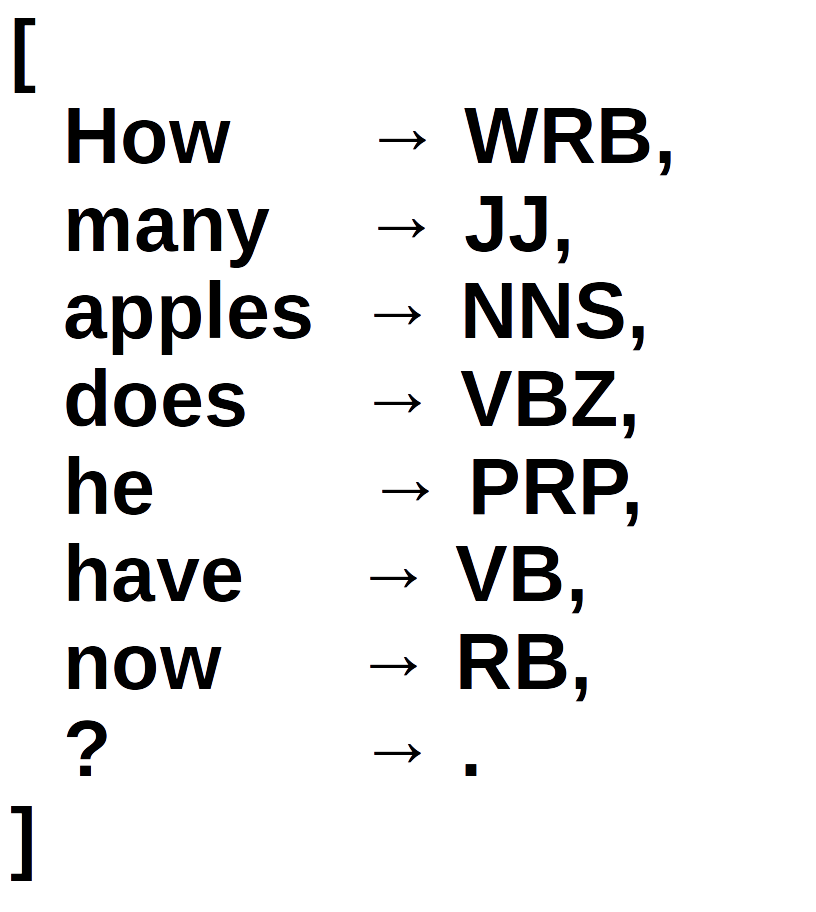 [
How → WRB,
many → JJ,
apples → NNS,
does → VBZ,
he → PRP,
have → VB,
now → RB,
? → .
]